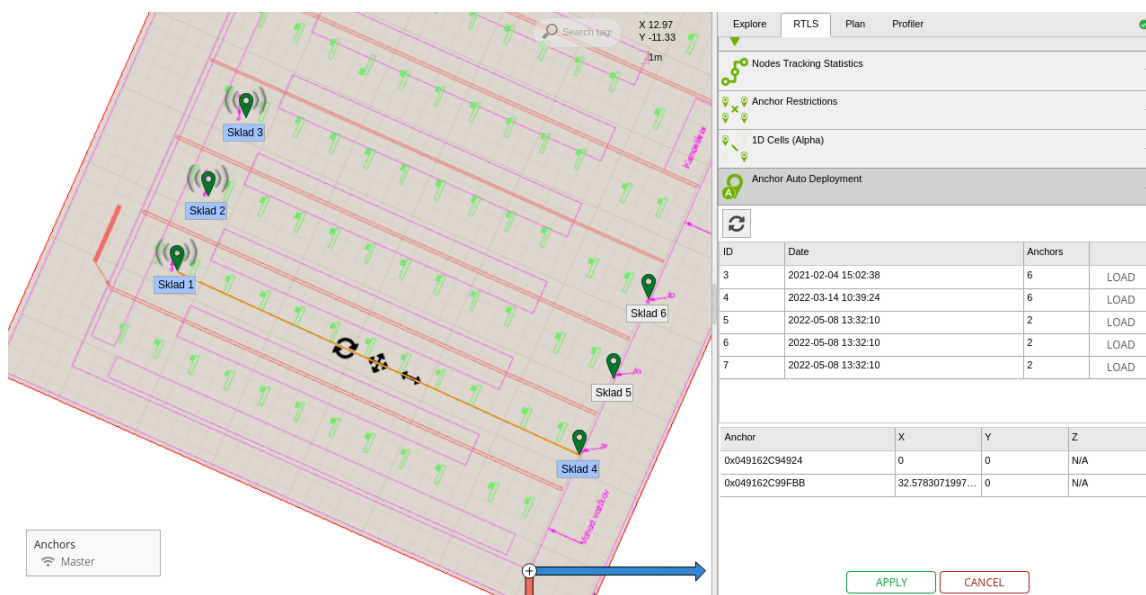 Search tags
X 12.97
Y -11.33
1m
Sklad 3
Sklad 2
Sklad 1
Sklad 6
Sklad 5
Sklad 4
Anchors
Master
Explore RTLS Plan Profiler
Nodes Tracking Statistics
Anchor Restrictions
1D Cells (Alpha)
Anchor Auto Deployment
ID Date Anchors
3 2021-02-04 15:02:38 6 LOAD
4 2022-03-14 10:39:24 6 LOAD
5 2022-05-08 13:32:10 2 LOAD
6 2022-05-08 13:32:10 2 LOAD
7 2022-05-08 13:32:10 2 LOAD
Anchor X Y Z
0x049162C94924 0 0 N/A
0x049162C99FBB 32.5783071997... 0 N/A
APPLY CANCEL